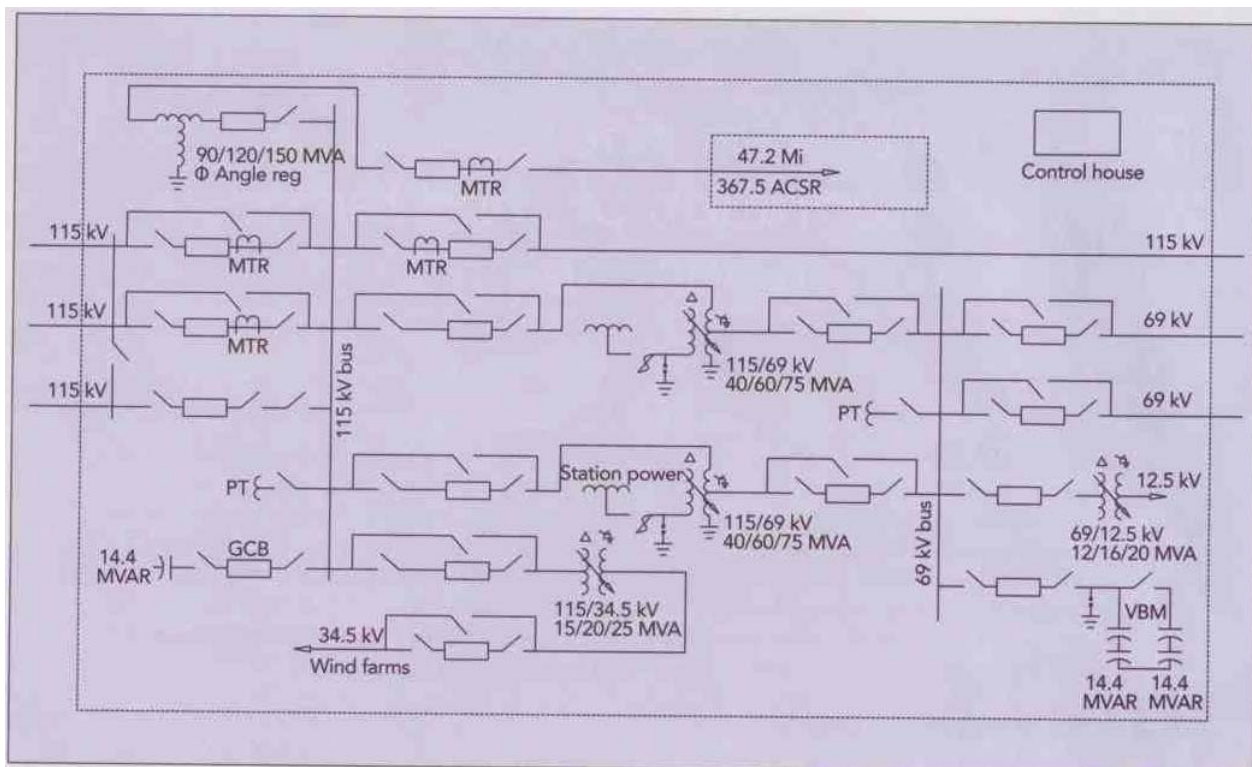 90/120/150 MVA
Φ Angle reg
MTR
47.2 Mi
367.5 ACSR
Control house
115 kV
MTR
MTR
115 kV
115 kV
MTR
115 kV bus
Δ
115/69 kV
40/60/75 MVA
69 kV
115 kV
PT
69 kV
PT
Station power
Δ
115/69 kV
40/60/75 MVA
69 kV bus
Δ
12.5 kV
69/12.5 kV
12/16/20 MVA
14.4
MVAR
GCB
Δ
115/34.5 kV
15/20/25 MVA
34.5 kV
Wind farms
VBM
14.4
MVAR
14.4
MVAR